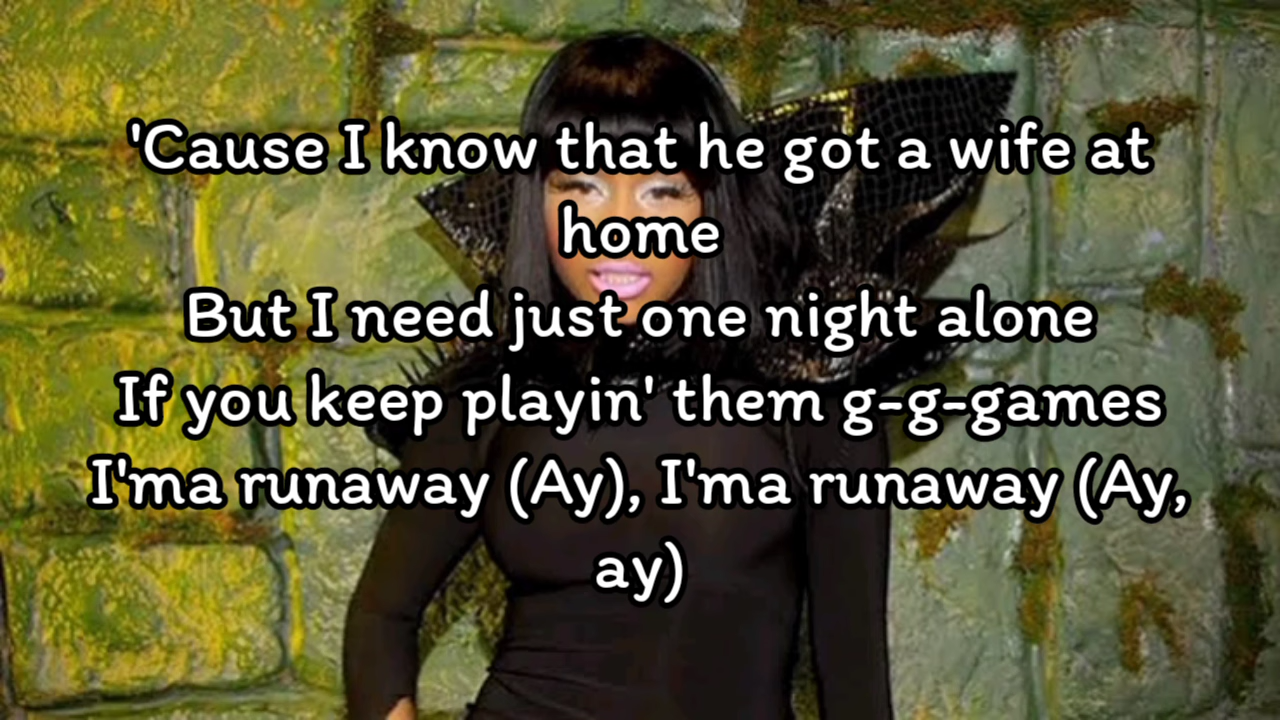 'Cause I know that he got a wife at
home
But I need just one night alone
If you keep playin' them g-g-games
I'ma runaway (Ay), I'ma runaway (Ay,
ay)